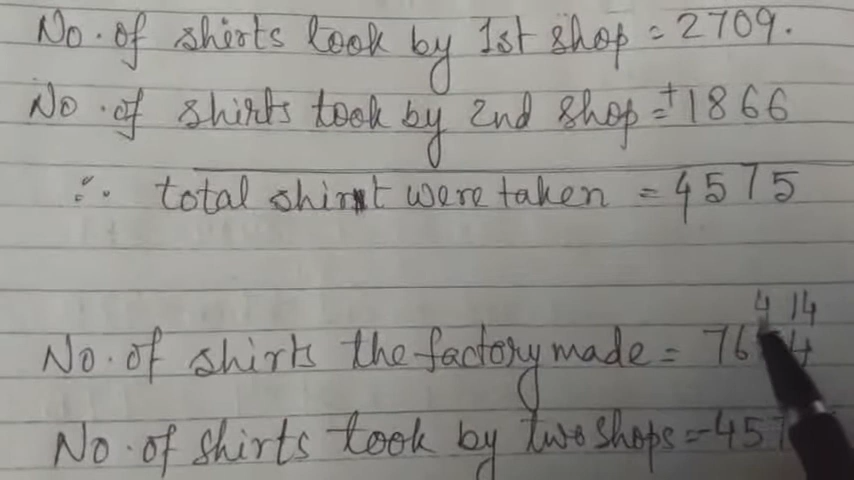 No. of shirts took by 1st shop = 2709.
No. of shirts took by 2nd shop = +1866
∴ total shirt were taken = 4575
4 14
No. of shirts the factory made = 76 4
No. of shirts took by two shops = -457